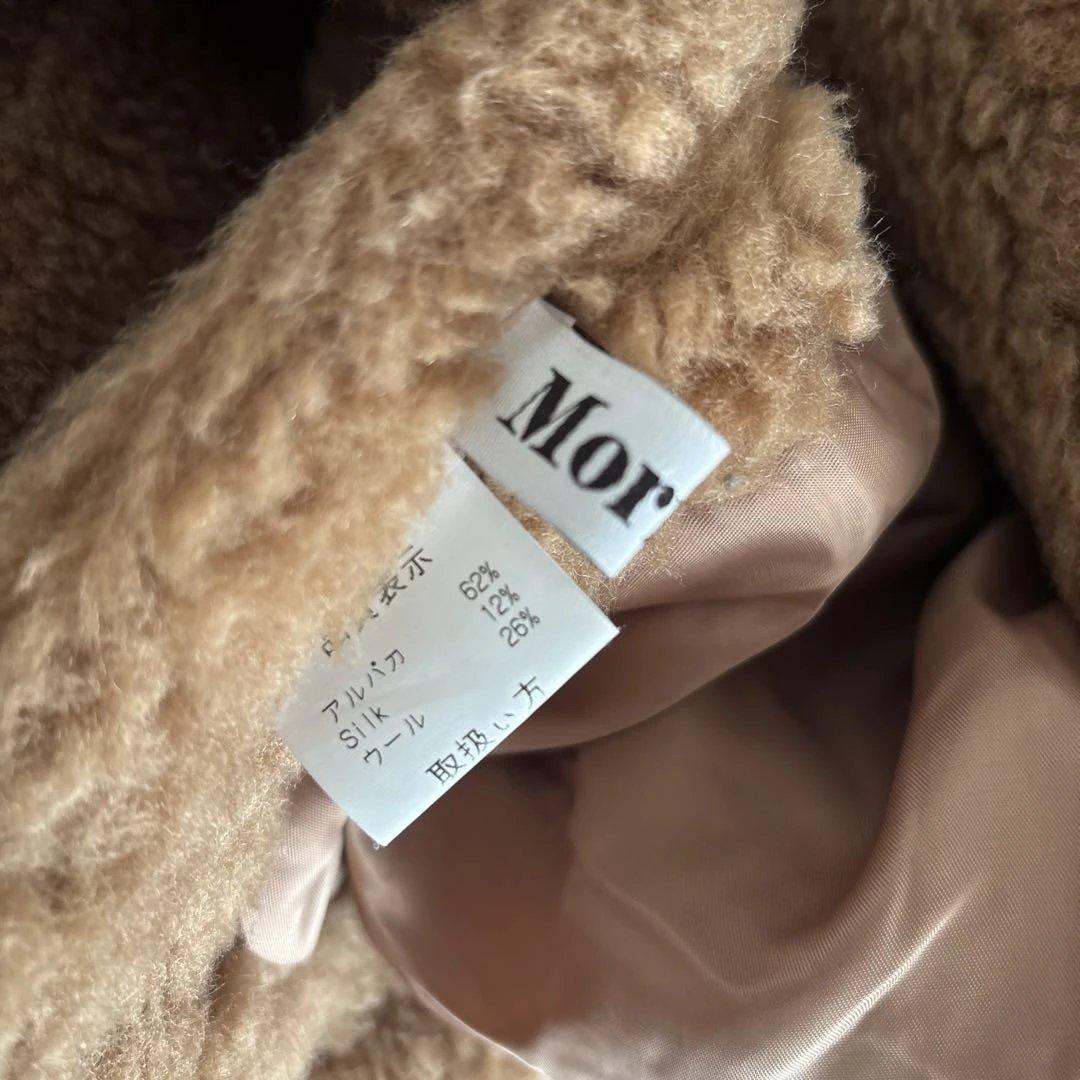 Mor
表示
アルパカ 62%
Silk 12%
ウール 26%
取扱い方